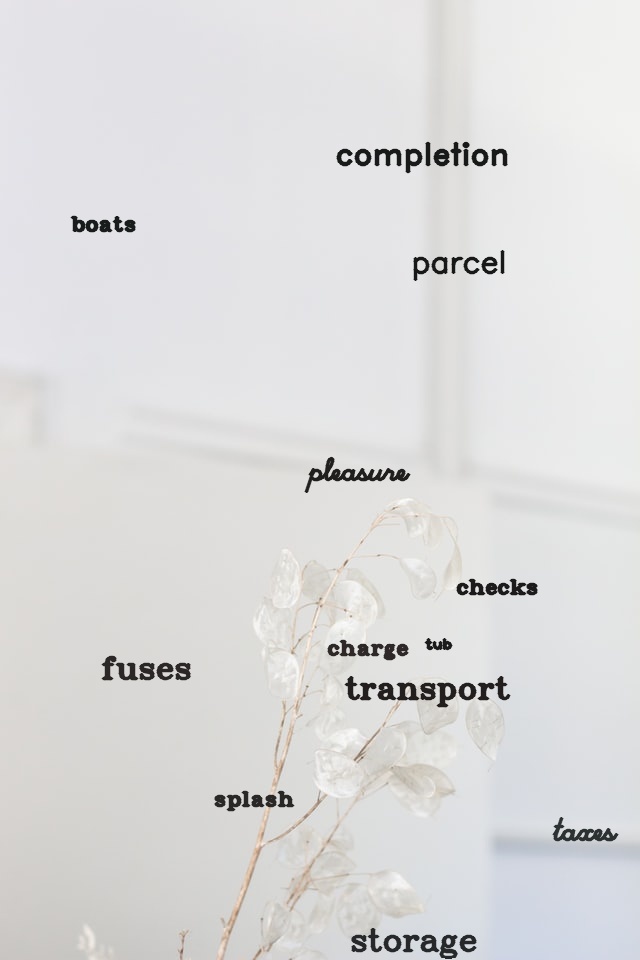 completion
boats
parcel
pleasure
checks
charge
tub
fuses
transport
splash
taxes
storage